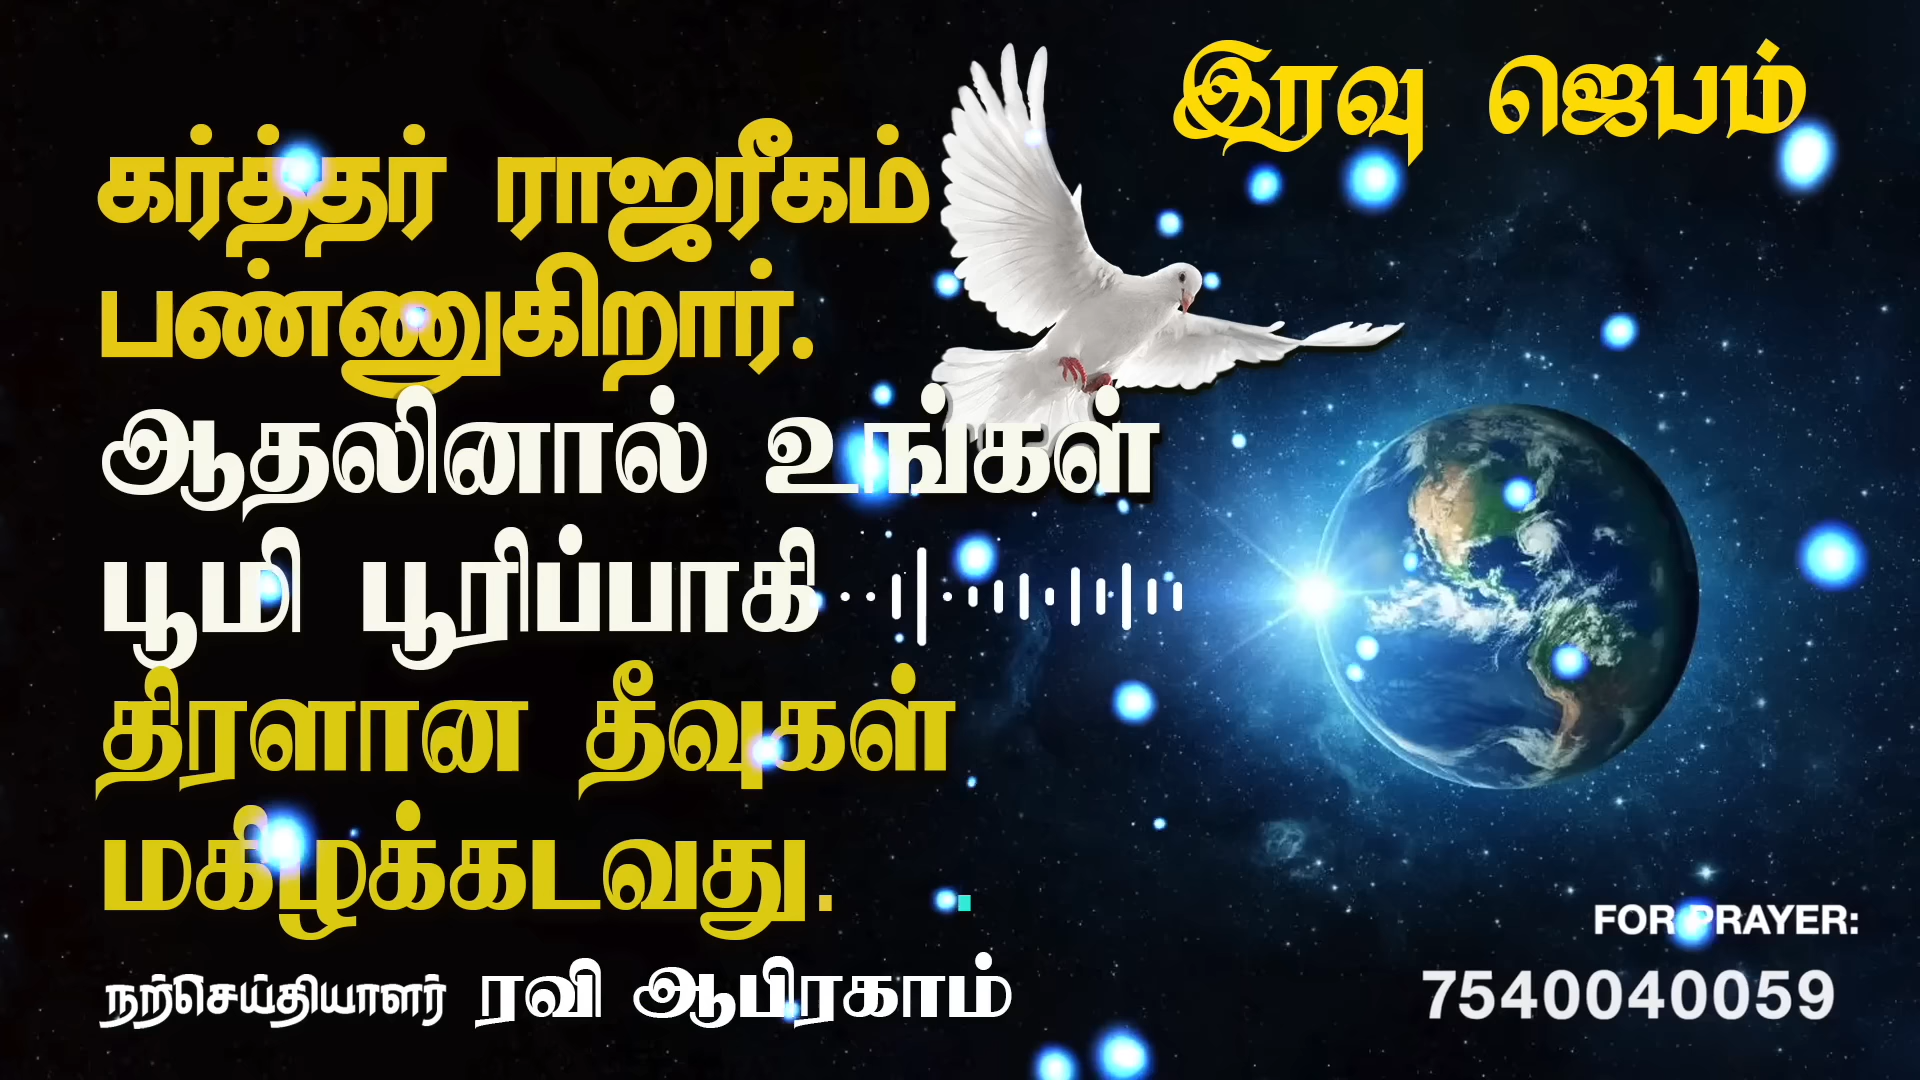 இரவு ஜெபம்
கர்த்தர் ராஜரீகம்
பண்ணுகிறார்.
ஆதலினால் உங்கள்
பூமி பூரிப்பாகி
திரளான தீவுகள்
மகிழக்கடவது.
நற்செய்தியாளர் ரவி ஆபிரகாம்
FOR PRAYER:
7540040059